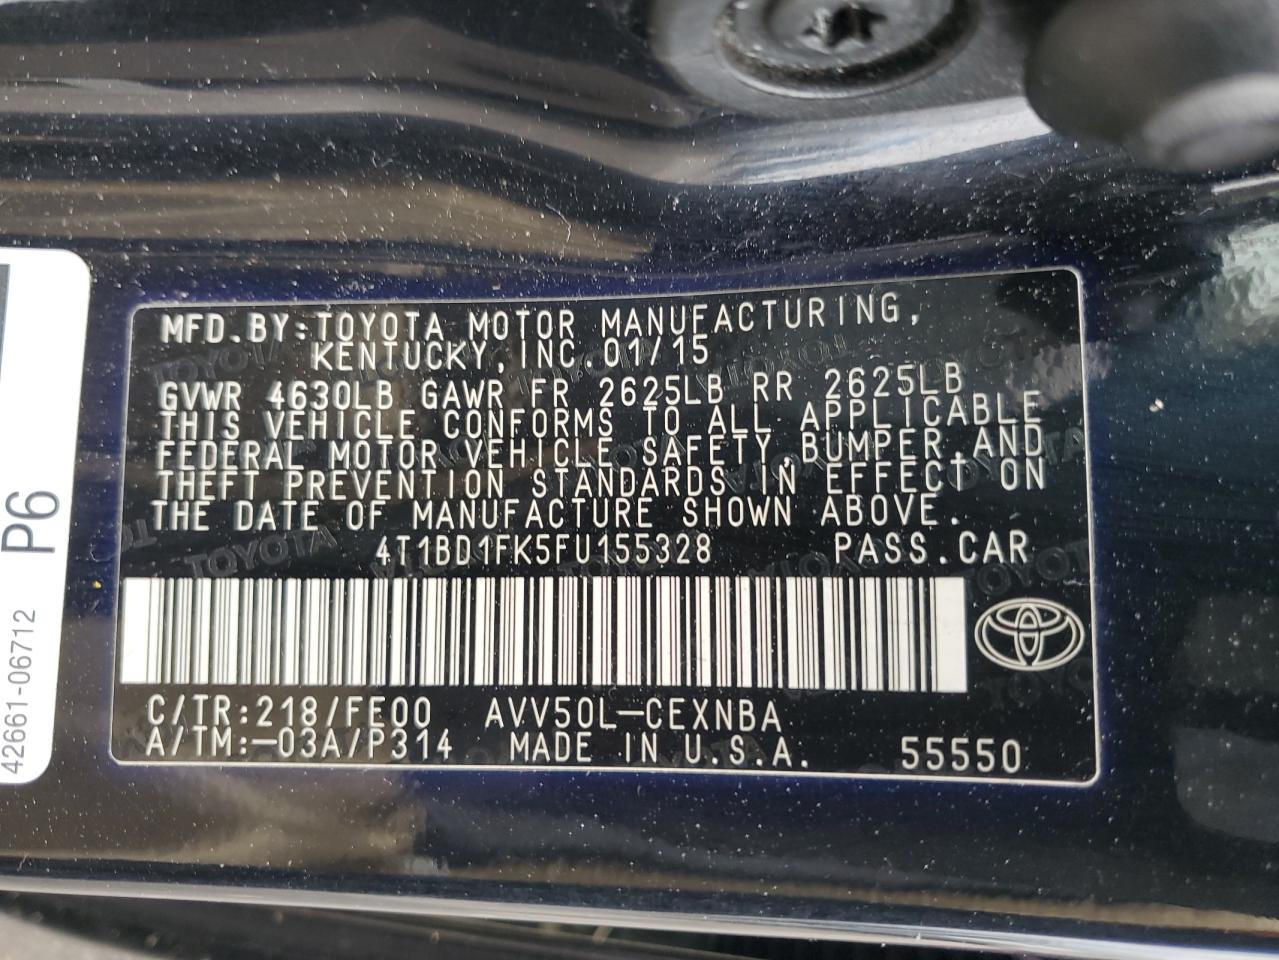 MFD.BY:TOYOTA MOTOR MANUFACTURING,
KENTUCKY,INC.01/15
GVWR 4630LB GAWR FR 2625LB RR 2625LB
THIS VEHICLE CONFORMS TO ALL APPLICABLE
FEDERAL MOTOR VEHICLE SAFETY,BUMPER,AND
THEFT PREVENTION STANDARDS IN EFFECT ON
THE DATE OF MANUFACTURE SHOWN ABOVE.
4T1BD1FK5FU155328 PASS.CAR
C/TR:218/FE00 AVV50L-CEXNBA
A/TM:-03A/P314 MADE IN U.S.A. 55550
P6
42661-06712